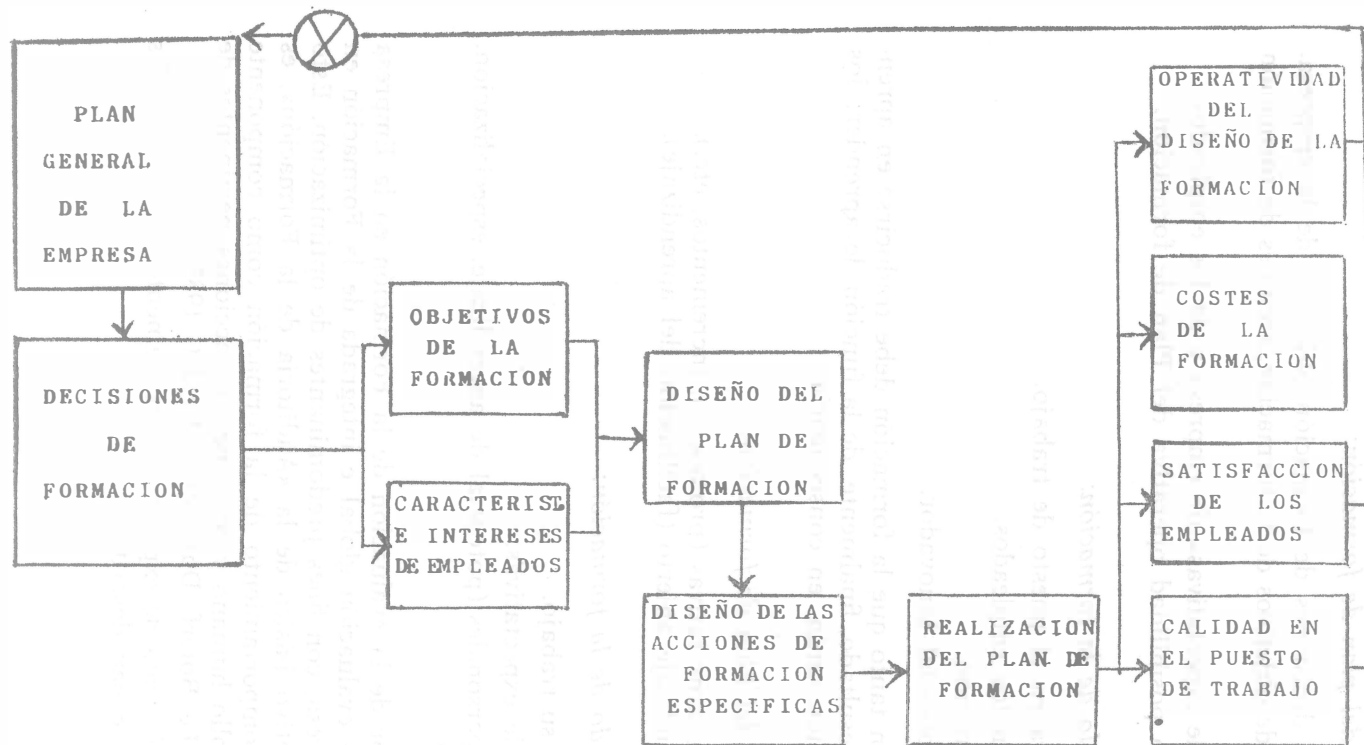 PLAN
GENERAL
DE LA
EMPRESA
DECISIONES
DE
FORMACION
OBJETIVOS
DE LA
FORMACION
CARACTERIST.
E INTERESES
DE EMPLEADOS
DISEÑO DEL
PLAN DE
FORMACION
DISEÑO DE LAS
ACCIONES DE
FORMACION
ESPECIFICAS
REALIZACION
DEL PLAN DE
FORMACION
OPERATIVIDAD
DEL
DISEÑO DE LA
FORMACION
COSTES
DE LA
FORMACION
SATISFACCION
DE LOS
EMPLEADOS
CALIDAD EN
EL PUESTO
DE TRABAJO